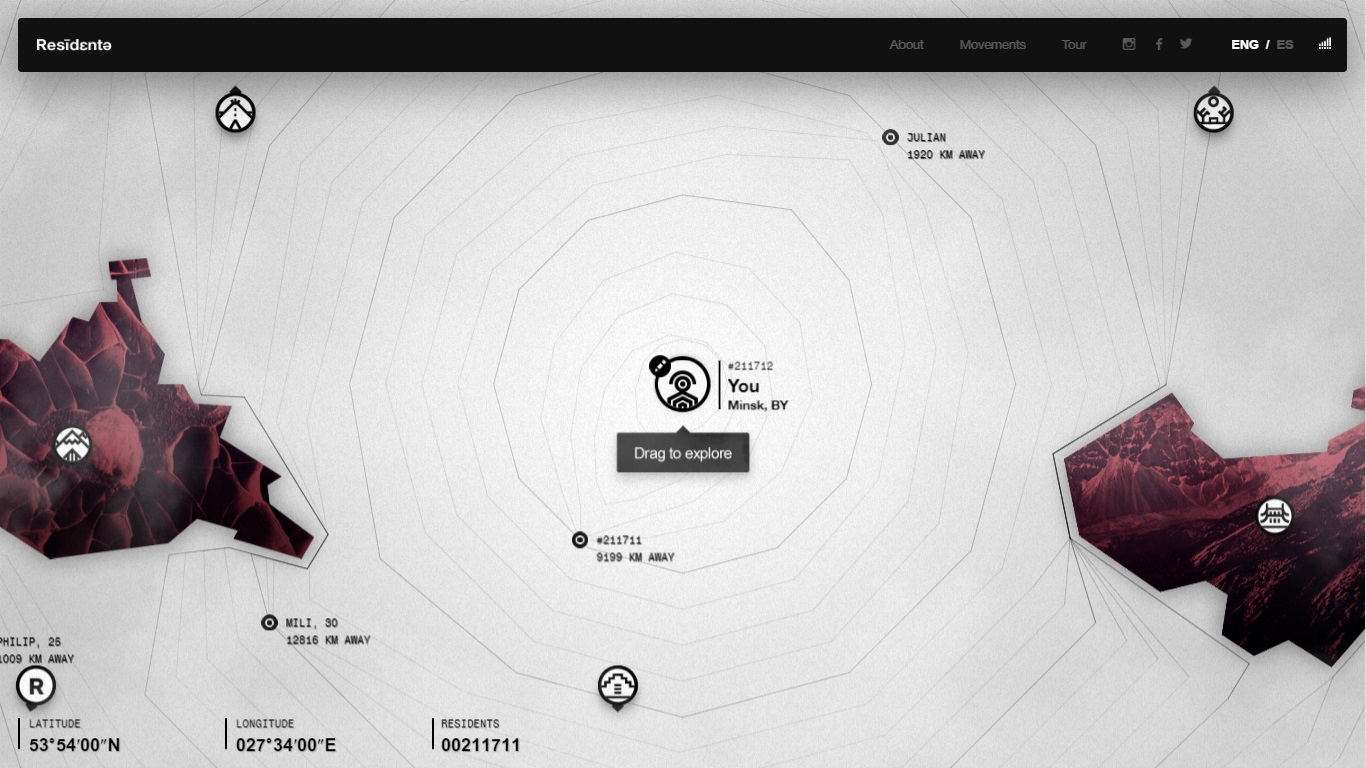 Resīdɛntə
About
Movements
Tour
ENG / ES
JULIAN
1920 KM AWAY
#211712
You
Minsk, BY
Drag to explore
#211711
9199 KM AWAY
MILI, 30
12816 KM AWAY
PHILIP, 25
1009 KM AWAY
R
LATITUDE
53°54′00″N
LONGITUDE
027°34′00″E
RESIDENTS
00211711